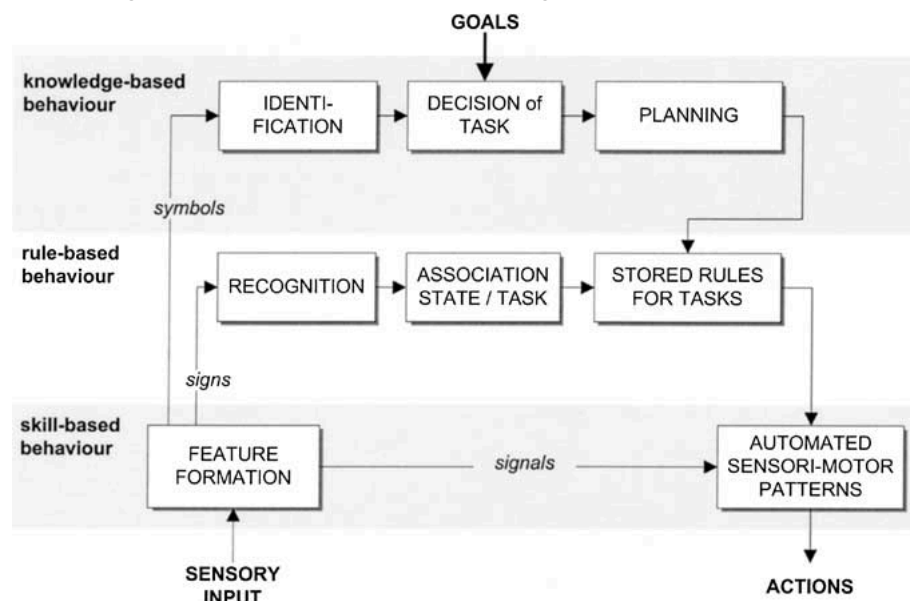 GOALS
knowledge-based
behaviour
IDENTI-
FICATION
DECISION of
TASK
PLANNING
symbols
rule-based
behaviour
RECOGNITION
ASSOCIATION
STATE / TASK
STORED RULES
FOR TASKS
signs
skill-based
behaviour
FEATURE
FORMATION
signals
AUTOMATED
SENSORI-MOTOR
PATTERNS
SENSORY
INPUT
ACTIONS